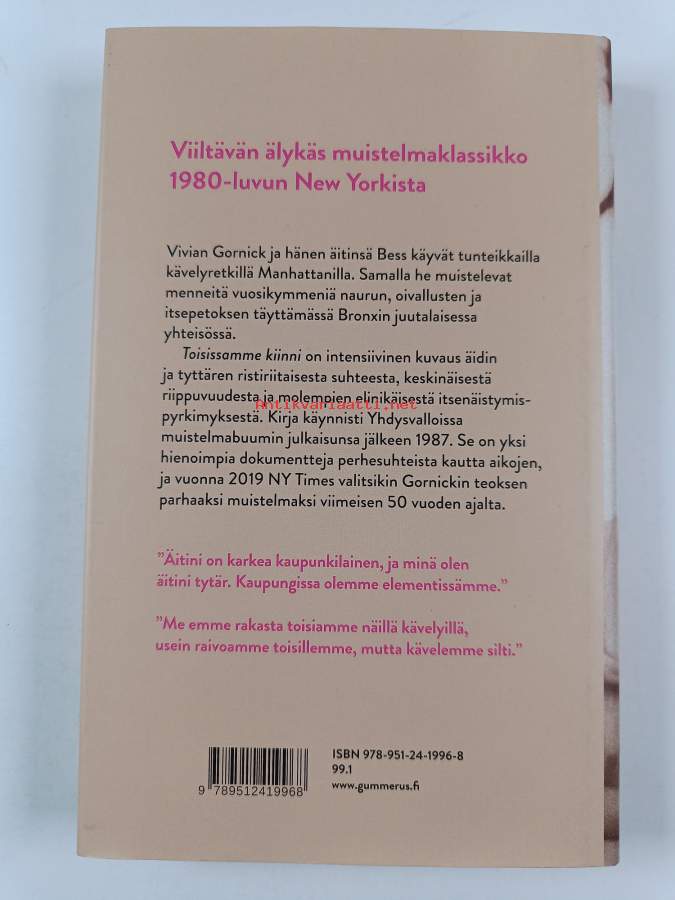 Viiltävän älykäs muistelmaklassikko
1980-luvun New Yorkista
Vivian Gornick ja hänen äitinsä Bess käyvät tunteikkailla
kävelyretkillä Manhattanilla. Samalla he muistelevat
menneitä vuosikymmeniä naurun, oivallusten ja
itsepetoksen täyttämässä Bronxin juutalaisessa
yhteisössä.
Toisissamme kiinni on intensiivinen kuvaus äidin
ja tyttären ristiriitaisesta suhteesta, keskinäisestä
riippuvuudesta ja molempien elinikäisestä itsenäistymis-
Antikvariaatti.net
pyrkimyksestä. Kirja käynnisti Yhdysvalloissa
muistelmabuumin julkaisunsa jälkeen 1987. Se on yksi
hienoimpia dokumentteja perhesuhteista kautta aikojen,
ja vuonna 2019 NY Times valitsikin Gornickin teoksen
parhaaksi muistelmaksi viimeisen 50 vuoden ajalta.
”Äitini on karkea kaupunkilainen, ja minä olen
äitini tytär. Kaupungissa olemme elementissämme.”
”Me emme rakasta toisiamme näillä kävelyillä,
usein raivoamme toisillemme, mutta kävelemme silti.”
ISBN 978-951-24-1996-8
99.1
www.gummerus.fi
9 789512 419968